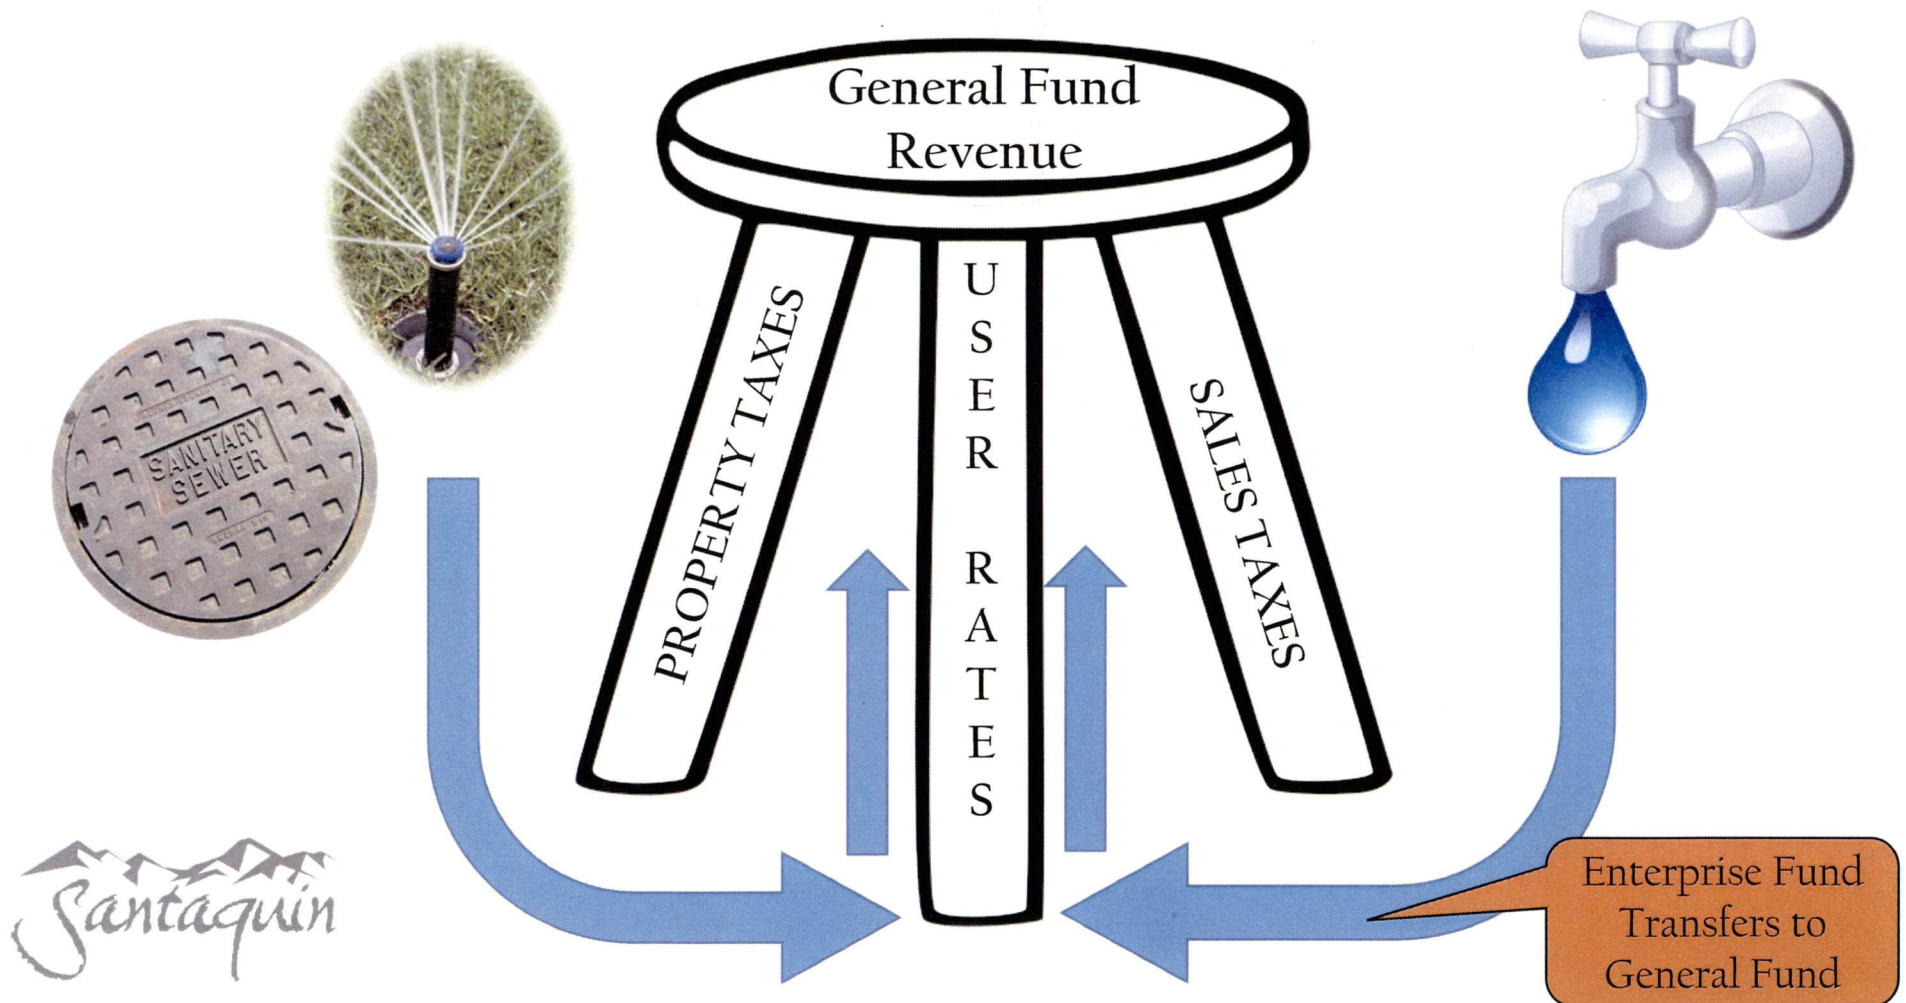 General Fund
Revenue
PROPERTY TAXES
USER RATES
SALES TAXES
SANITARY
SEWER
Santaquin
Enterprise Fund
Transfers to
General Fund